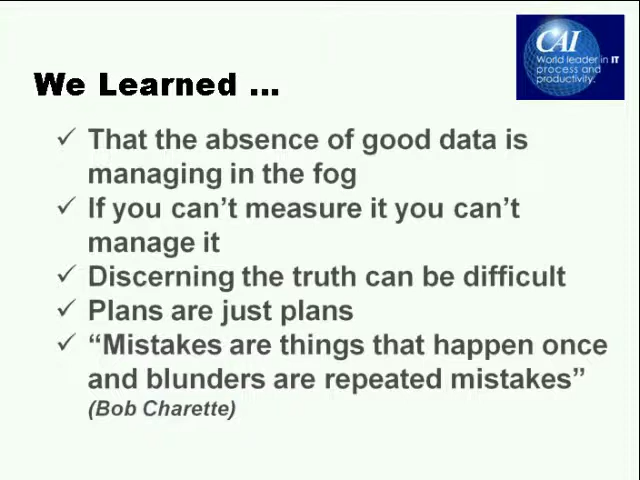 CAI
World leader in IT
process and
productivity.
We Learned ...
✓ That the absence of good data is
managing in the fog
✓ If you can't measure it you can't
manage it
✓ Discerning the truth can be difficult
✓ Plans are just plans
✓ “Mistakes are things that happen once
and blunders are repeated mistakes”
(Bob Charette)